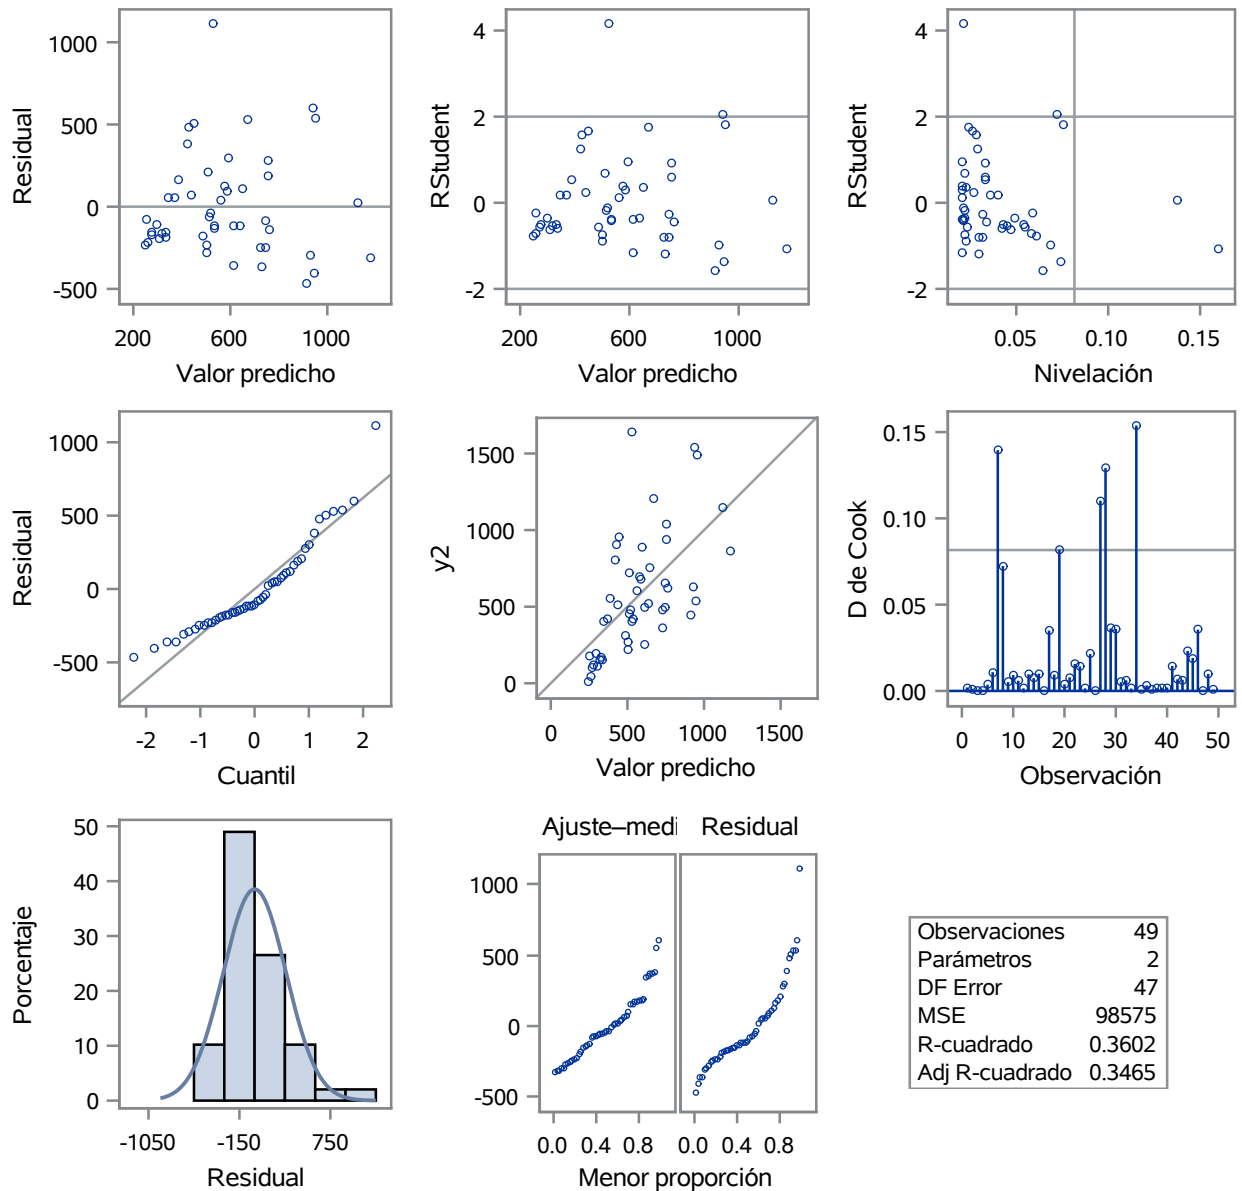 1000
500
0
-500
Residual
200
600
1000
Valor predicho
4
2
0
-2
RStudent
200
600
1000
Valor predicho
4
2
0
-2
RStudent
0.05
0.10
0.15
Nivelación
1000
500
0
-500
Residual
-2
-1
0
1
2
Cuantil
1500
1000
500
0
y2
0
500
1000
1500
Valor predicho
0.15
0.10
0.05
0.00
D de Cook
0
10
20
30
40
50
Observación
50
40
30
20
10
0
Porcentaje
-1050
-150
750
Residual
Ajuste–medi
Residual
1000
500
0
-500
0.0
0.4
0.8
0.0
0.4
0.8
Menor proporción
Observaciones 49
Parámetros 2
DF Error 47
MSE 98575
R-cuadrado 0.3602
Adj R-cuadrado 0.3465